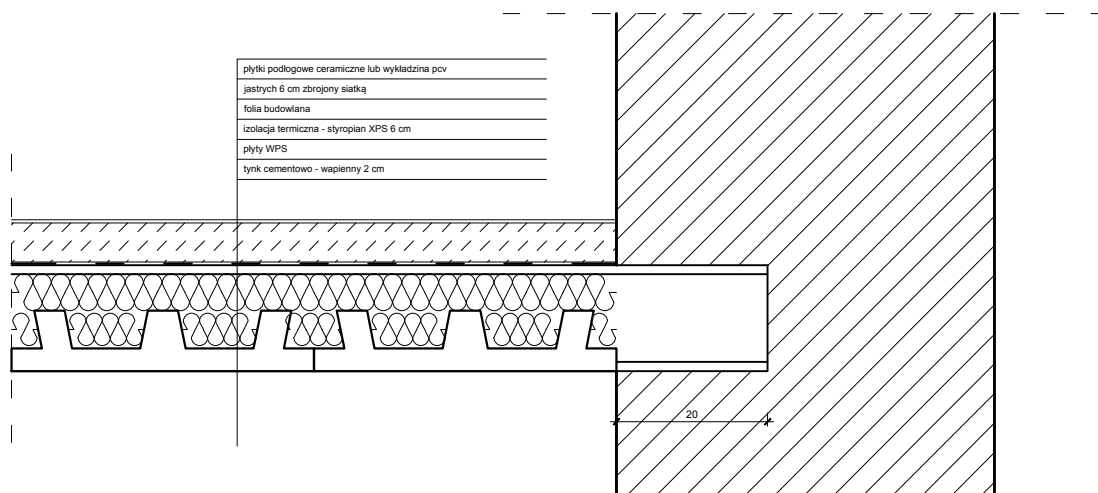 płytki podłogowe ceramiczne lub wykładzina pcv
jastrych 6 cm zbrojony siatką
folia budowlana
izolacja termiczna - styropian XPS 6 cm
płyty WPS
tynk cementowo - wapienny 2 cm
20